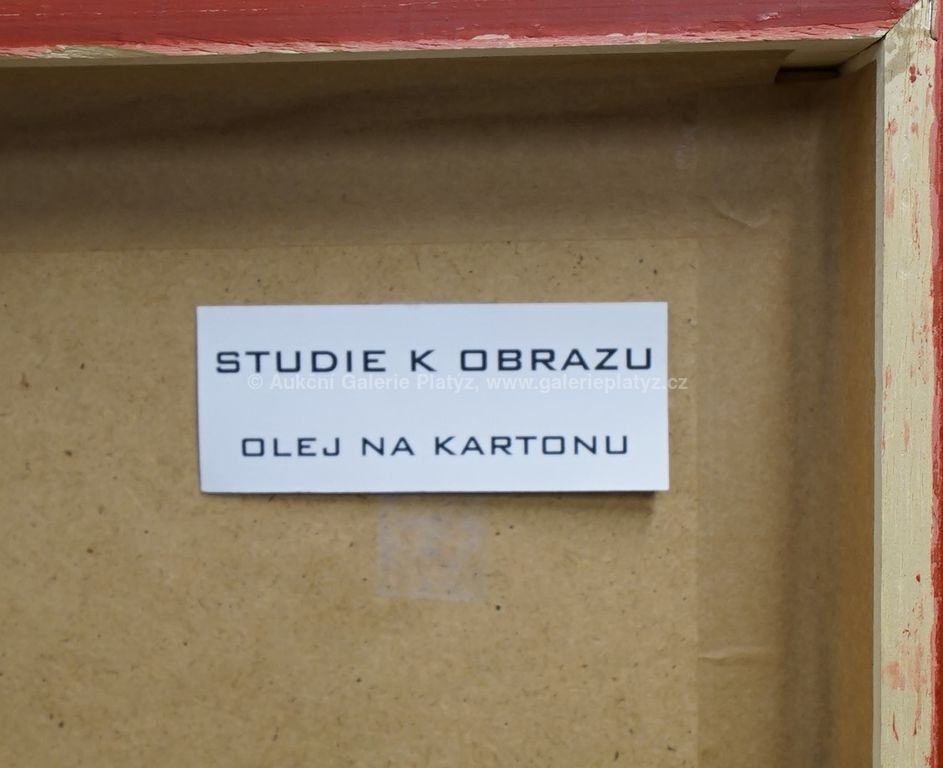 STUDIE K OBRAZU
© Aukční Galerie Platýz, www.galerieplatyz.cz
OLEJ NA KARTONU